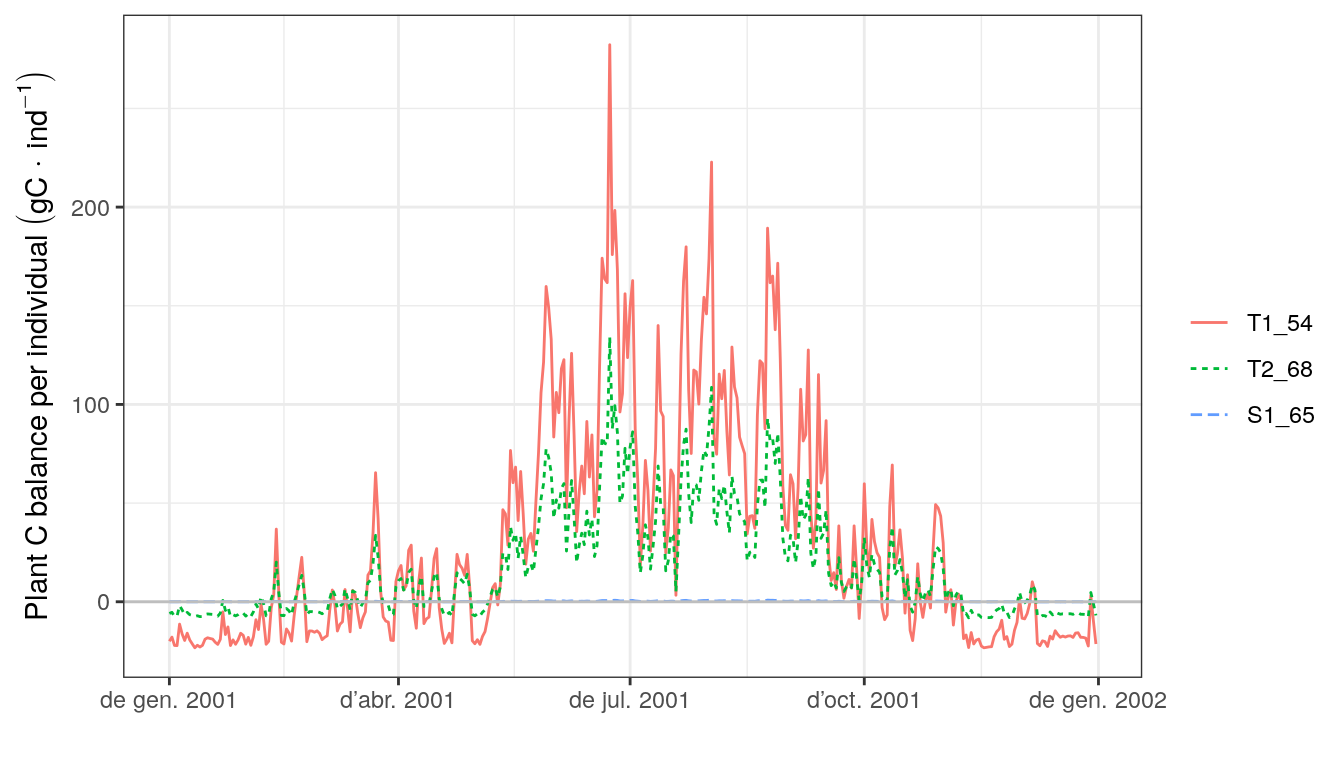 Plant C balance per individual (gC · ind⁻¹)
200
100
0
de gen. 2001 d’abr. 2001 de jul. 2001 d’oct. 2001 de gen. 2002
T1_54
T2_68
S1_65